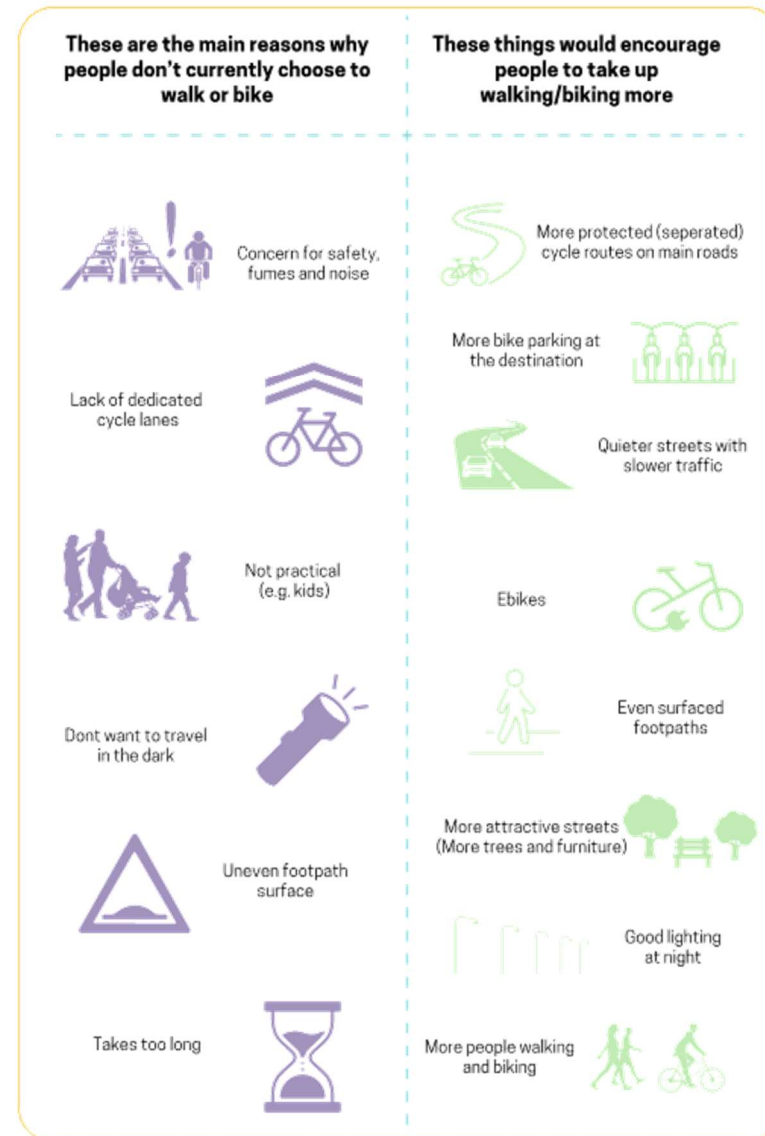 These are the main reasons why
people don't currently choose to
walk or bike
Concern for safety,
fumes and noise
Lack of dedicated
cycle lanes
Not practical
(e.g. kids)
Dont want to travel
in the dark
Uneven footpath
surface
Takes too long
These things would encourage
people to take up
walking/biking more
More protected (seperated)
cycle routes on main roads
More bike parking at
the destination
Quieter streets with
slower traffic
Ebikes
Even surfaced
footpaths
More attractive streets
(More trees and furniture)
Good lighting
at night
More people walking
and biking